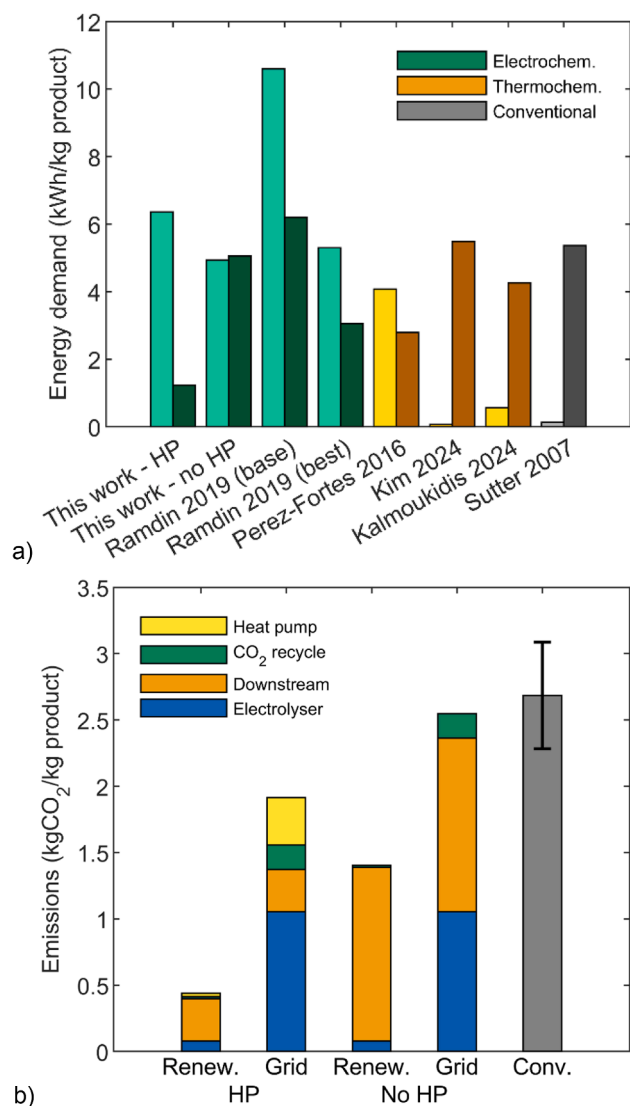 12
10
8
6
4
2
0
Energy demand (kWh/kg product)
Electrochem.
Thermochem.
Conventional
This work - HP
This work - no HP
Ramdin 2019 (base)
Ramdin 2019 (best)
Perez-Fortes 2016
Kim 2024
Kalmoukidis 2024
Sutter 2007
a)
3.5
3
2.5
2
1.5
1
0.5
0
Emissions (kgCO2/kg product)
Heat pump
CO2 recycle
Downstream
Electrolyser
Renew. Grid Renew. Grid Conv.
HP No HP
b)